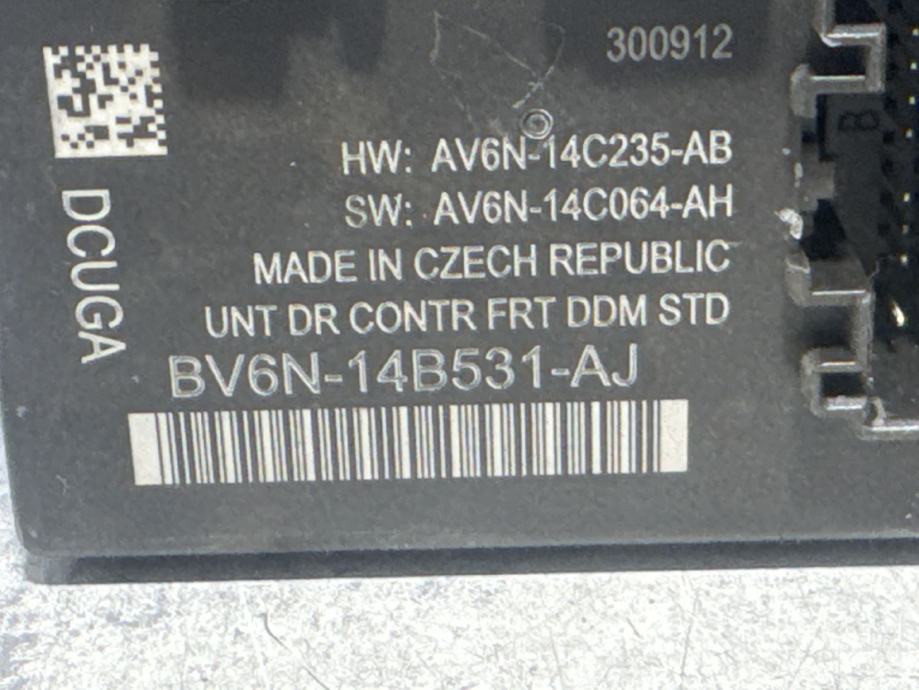 300912
HW: AV6N-14C235-AB
SW: AV6N-14C064-AH
MADE IN CZECH REPUBLIC
UNT DR CONTR FRT DDM STD
BV6N-14B531-AJ
DCUGA
B